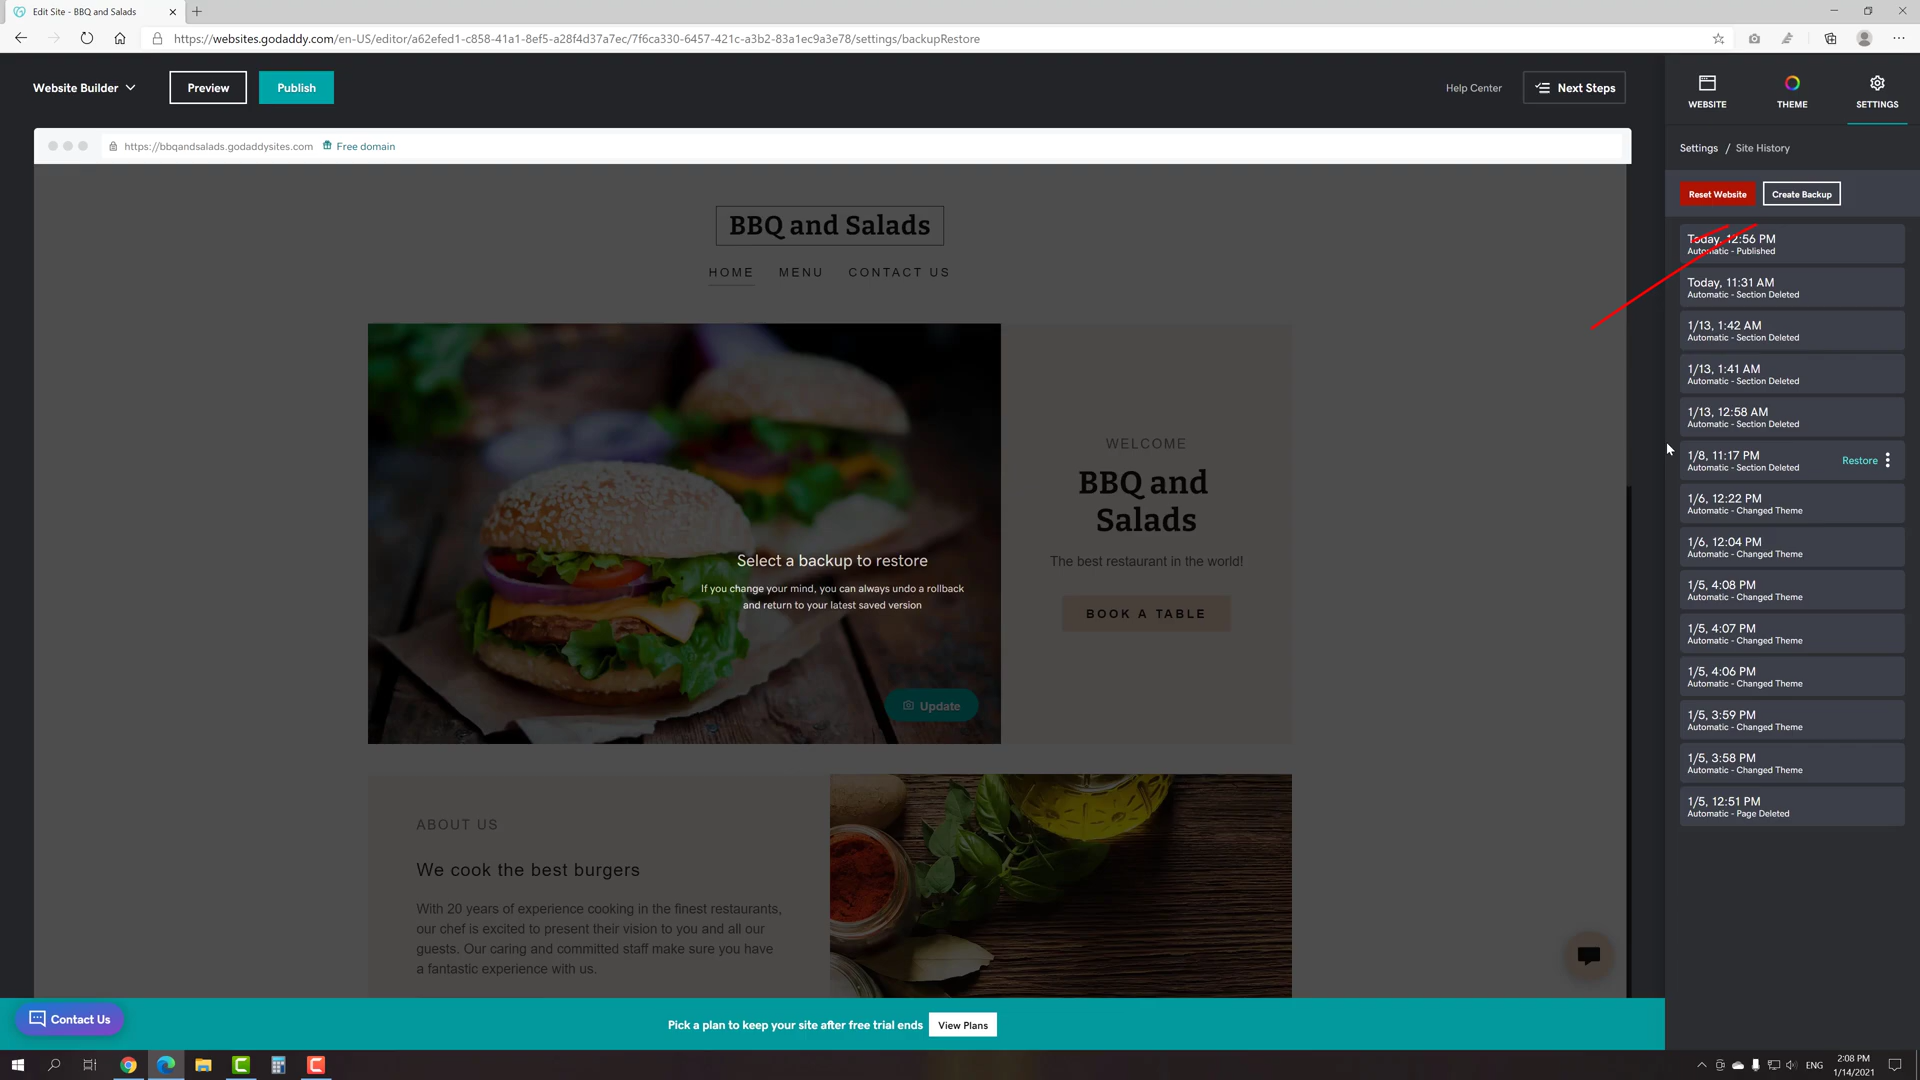 Edit Site - BBQ and Salads
https://websites.godaddy.com/en-US/editor/a62efed1-c858-41a1-8ef5-a28f4d37a7ec/7f6ca330-6457-421c-a3b2-83a1ec9a3e78/settings/backupRestore
Website Builder
Preview
Publish
Help Center
Next Steps
WEBSITE
THEME
SETTINGS
https://bbqandsalads.godaddysites.com
Free domain
Settings / Site History
Reset Website
Create Backup
BBQ and Salads
HOME MENU CONTACT US
Today, 12:56 PM
Automatic - Published
Today, 11:31 AM
Automatic - Section Deleted
1/13, 1:42 AM
Automatic - Section Deleted
1/13, 1:41 AM
Automatic - Section Deleted
1/13, 12:58 AM
Automatic - Section Deleted
1/8, 11:17 PM
Automatic - Section Deleted
Restore
1/6, 12:22 PM
Automatic - Changed Theme
1/6, 12:04 PM
Automatic - Changed Theme
1/5, 4:08 PM
Automatic - Changed Theme
1/5, 4:07 PM
Automatic - Changed Theme
1/5, 4:06 PM
Automatic - Changed Theme
1/5, 3:59 PM
Automatic - Changed Theme
1/5, 3:58 PM
Automatic - Changed Theme
1/5, 12:51 PM
Automatic - Page Deleted
WELCOME
BBQ and
Salads
The best restaurant in the world!
BOOK A TABLE
Select a backup to restore
If you change your mind, you can always undo a rollback
and return to your latest saved version
Update
ABOUT US
We cook the best burgers
With 20 years of experience cooking in the finest restaurants,
our chef is excited to present their vision to you and all our
guests. Our caring and committed staff make sure you have
a fantastic experience with us.
Contact Us
Pick a plan to keep your site after free trial ends
View Plans
ENG
2:08 PM
1/14/2021